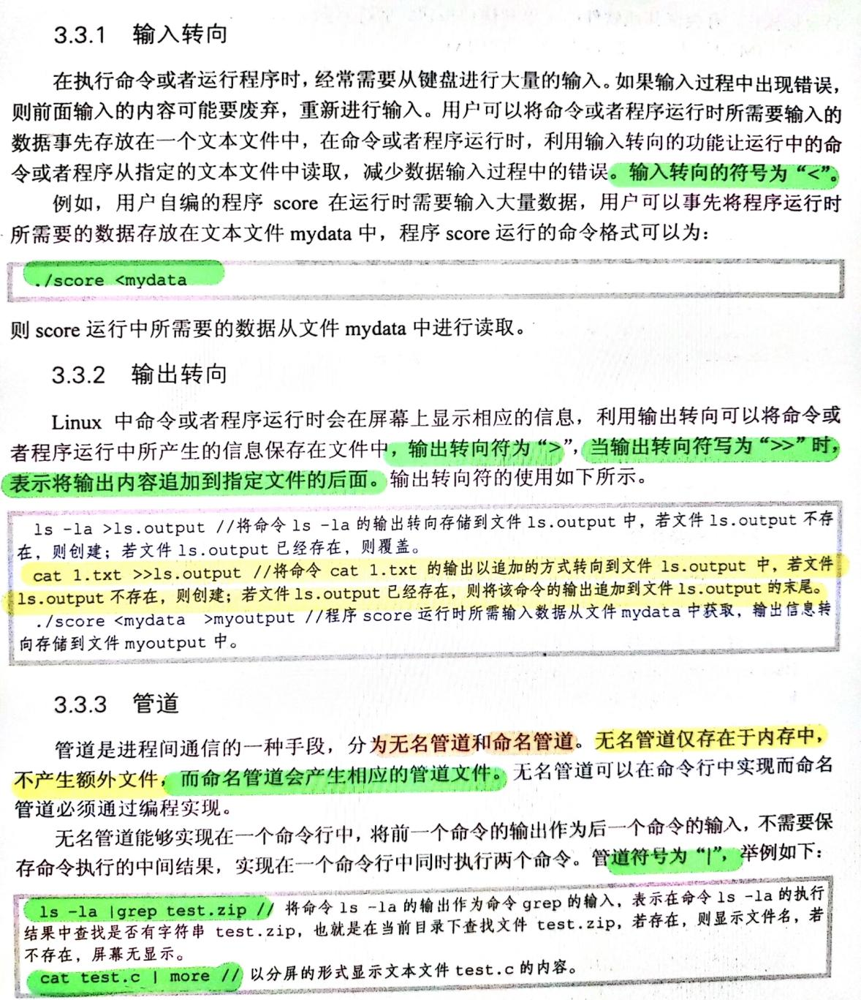 3.3.1 输入转向
在执行命令或者运行程序时，经常需要从键盘进行大量的输入。如果输入过程中出现错误，
则前面输入的内容可能要废弃，重新进行输入。用户可以将命令或者程序运行时所需要输入的
数据事先存放在一个文本文件中，在命令或者程序运行时，利用输入转向的功能让运行中的命
令或者程序从指定的文本文件中读取，减少数据输入过程中的错误。输入转向的符号为“<”。
例如，用户自编的程序 score 在运行时需要输入大量数据，用户可以事先将程序运行时
所需要的数据存放在文本文件 mydata 中，程序 score 运行的命令格式可以为：
./score <mydata
则 score 运行中所需要的数据从文件 mydata 中进行读取。
3.3.2 输出转向
Linux 中命令或者程序运行时会在屏幕上显示相应的信息，利用输出转向可以将命令或
者程序运行中所产生的信息保存在文件中，输出转向符为“>”，当输出转向符写为“>>”时，
表示将输出内容追加到指定文件的后面。输出转向符的使用如下所示。
ls -la >ls.output //将命令 ls -la 的输出转向存储到文件 ls.output 中，若文件 ls.output 不存
在，则创建；若文件 ls.output 已经存在，则覆盖。
cat 1.txt >>ls.output //将命令 cat 1.txt 的输出以追加的方式转向到文件 ls.output 中，若文件
ls.output 不存在，则创建；若文件 ls.output 已经存在，则将该命令的输出追加到文件 ls.output 的末尾。
./score <mydata >myoutput //程序 score 运行时所需输入数据从文件 mydata 中获取，输出信息转
向存储到文件 myoutput 中。
3.3.3 管道
管道是进程间通信的一种手段，分为无名管道和命名管道。无名管道仅存在于内存中，
不产生额外文件，而命名管道会产生相应的管道文件。无名管道可以在命令行中实现而命名
管道必须通过编程实现。
无名管道能够实现在一个命令行中，将前一个命令的输出作为后一个命令的输入，不需要保
存命令执行的中间结果，实现在一个命令行中同时执行两个命令。管道符号为“|”，举例如下：
ls -la |grep test.zip // 将命令 ls -la 的输出作为命令 grep 的输入，表示在命令 ls -la 的执行
结果中查找是否有字符串 test.zip，也就是在当前目录下查找文件 test.zip，若存在，则显示文件名，若
不存在，屏幕无显示。
cat test.c | more // 以分屏的形式显示文本文件 test.c 的内容。